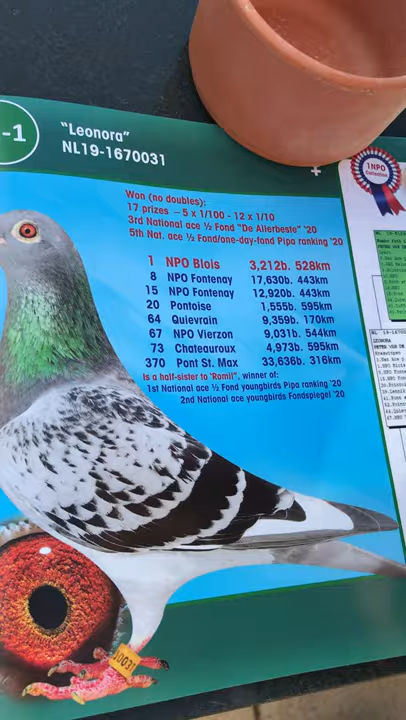 -1
"Leonora"
NL19-1670031
1NPO
Collection
Won (no doubles):
17 prizes – 5 x 1/100 - 12 x 1/10
3rd National ace ½ Fond "De Allerbeste" '20
5th Nat. ace ½ Fond/one-day-fond Pipa ranking '20
1 NPO Blois 3,212b. 528km
8 NPO Fontenay 17,630b. 443km
15 NPO Fontenay 12,920b. 443km
20 Pontoise 1,555b. 595km
64 Quievrain 9,359b. 170km
67 NPO Vierzon 9,031b. 544km
73 Chateauroux 4,973b. 595km
370 Pont St. Max 33,636b. 316km
Is a half-sister to "Romil", winner of:
1st National ace ½ Fond youngbirds Pipa ranking '20
2nd National ace youngbirds Fondspiegel '20
LEONORA